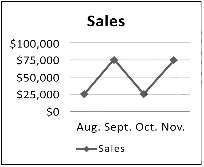 Sales
$100,000
$75,000
$50,000
$25,000
$0
Aug. Sept. Oct. Nov.
Sales